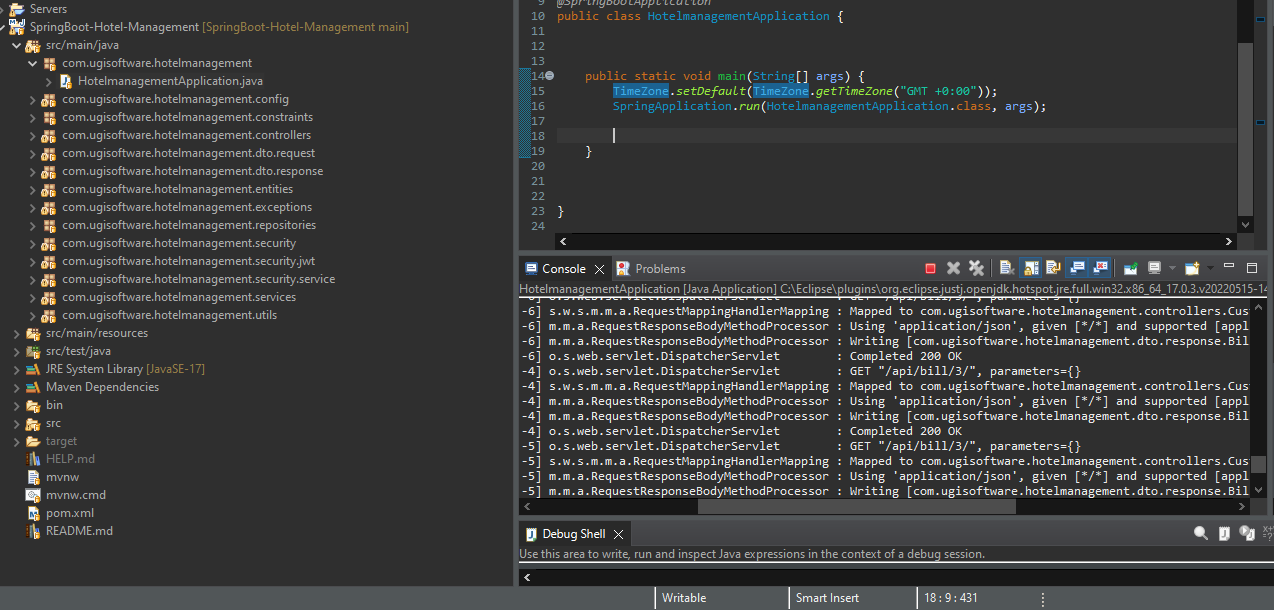 Servers
SpringBoot-Hotel-Management [SpringBoot-Hotel-Management main]
src/main/java
com.ugisoftware.hotelmanagement
HotelmanagementApplication.java
com.ugisoftware.hotelmanagement.config
com.ugisoftware.hotelmanagement.constraints
com.ugisoftware.hotelmanagement.controllers
com.ugisoftware.hotelmanagement.dto.request
com.ugisoftware.hotelmanagement.dto.response
com.ugisoftware.hotelmanagement.entities
com.ugisoftware.hotelmanagement.exceptions
com.ugisoftware.hotelmanagement.repositories
com.ugisoftware.hotelmanagement.security
com.ugisoftware.hotelmanagement.security.jwt
com.ugisoftware.hotelmanagement.security.service
com.ugisoftware.hotelmanagement.services
com.ugisoftware.hotelmanagement.utils
src/main/resources
src/test/java
JRE System Library [JavaSE-17]
Maven Dependencies
bin
src
target
HELP.md
mvnw
mvnw.cmd
pom.xml
README.md
9 @SpringBootApplication
10 public class HotelmanagementApplication {
11
12
13
14 public static void main(String[] args) {
15 TimeZone.setDefault(TimeZone.getTimeZone("GMT +0:00"));
16 SpringApplication.run(HotelmanagementApplication.class, args);
17
18
19 }
20
21
22
23 }
24
Console Problems
HotelmanagementApplication [Java Application] C:\Eclipse\plugins\org.eclipse.justj.openjdk.hotspot.jre.full.win32.x86_64_17.0.3.v20220515-14
-6] o.s.web.servlet.DispatcherServlet : GET "/api/bill/3/", parameters={}
-6] s.w.s.m.m.a.RequestMappingHandlerMapping : Mapped to com.ugisoftware.hotelmanagement.controllers.Cus
-6] m.m.a.RequestResponseBodyMethodProcessor : Using 'application/json', given [*/*] and supported [appl
-6] m.m.a.RequestResponseBodyMethodProcessor : Writing [com.ugisoftware.hotelmanagement.dto.response.Bil
-6] o.s.web.servlet.DispatcherServlet : Completed 200 OK
-4] o.s.web.servlet.DispatcherServlet : GET "/api/bill/3/", parameters={}
-4] s.w.s.m.m.a.RequestMappingHandlerMapping : Mapped to com.ugisoftware.hotelmanagement.controllers.Cus
-4] m.m.a.RequestResponseBodyMethodProcessor : Using 'application/json', given [*/*] and supported [appl
-4] m.m.a.RequestResponseBodyMethodProcessor : Writing [com.ugisoftware.hotelmanagement.dto.response.Bil
-4] o.s.web.servlet.DispatcherServlet : Completed 200 OK
-5] o.s.web.servlet.DispatcherServlet : GET "/api/bill/3/", parameters={}
-5] s.w.s.m.m.a.RequestMappingHandlerMapping : Mapped to com.ugisoftware.hotelmanagement.controllers.Cus
-5] m.m.a.RequestResponseBodyMethodProcessor : Using 'application/json', given [*/*] and supported [appl
-5] m.m.a.RequestResponseBodyMethodProcessor : Writing [com.ugisoftware.hotelmanagement.dto.response.Bil
Debug Shell
Use this area to write, run and inspect Java expressions in the context of a debug session.
Writable Smart Insert 18 : 9 : 431